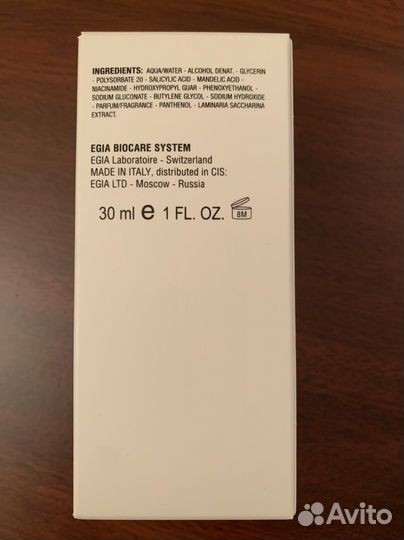 INGREDIENTS: AQUA/WATER - ALCOHOL DENAT. - GLYCERIN
- POLYSORBATE 20 - SALICYLIC ACID - MANDELIC ACID -
NIACINAMIDE - HYDROXYPROPYL GUAR - PHENOXYETHANOL -
SODIUM GLUCONATE - BUTYLENE GLYCOL - SODIUM HYDROXIDE
- PARFUM/FRAGRANCE - PANTHENOL - LAMINARIA SACCHARINA
EXTRACT.
EGIA BIOCARE SYSTEM
EGIA Laboratoire - Switzerland
MADE IN ITALY, distributed in CIS:
EGIA LTD - Moscow - Russia
30 ml e 1 FL. OZ. 8M
Avito